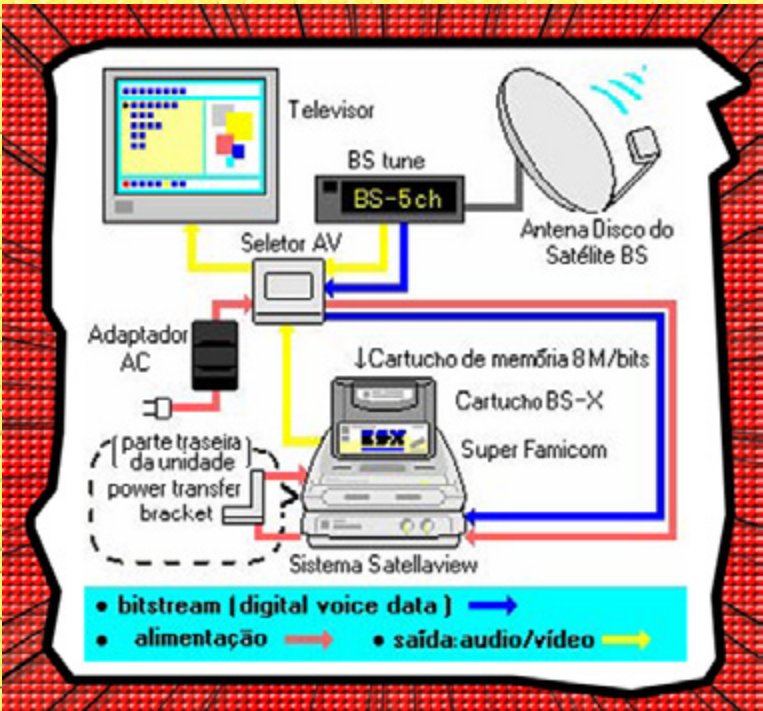 Televisor
BS tune
BS-5ch
Antena Disco do
Satélite BS
Seletor AV
Adaptador
AC
↓Cartucho de memória 8M/bits
Cartucho BS-X
BSX
Super Famicom
(parte traseira
da unidade)
power transfer
bracket
Sistema Satellaview
• bitstream (digital voice data)
• alimentação
• saída:audio/vídeo